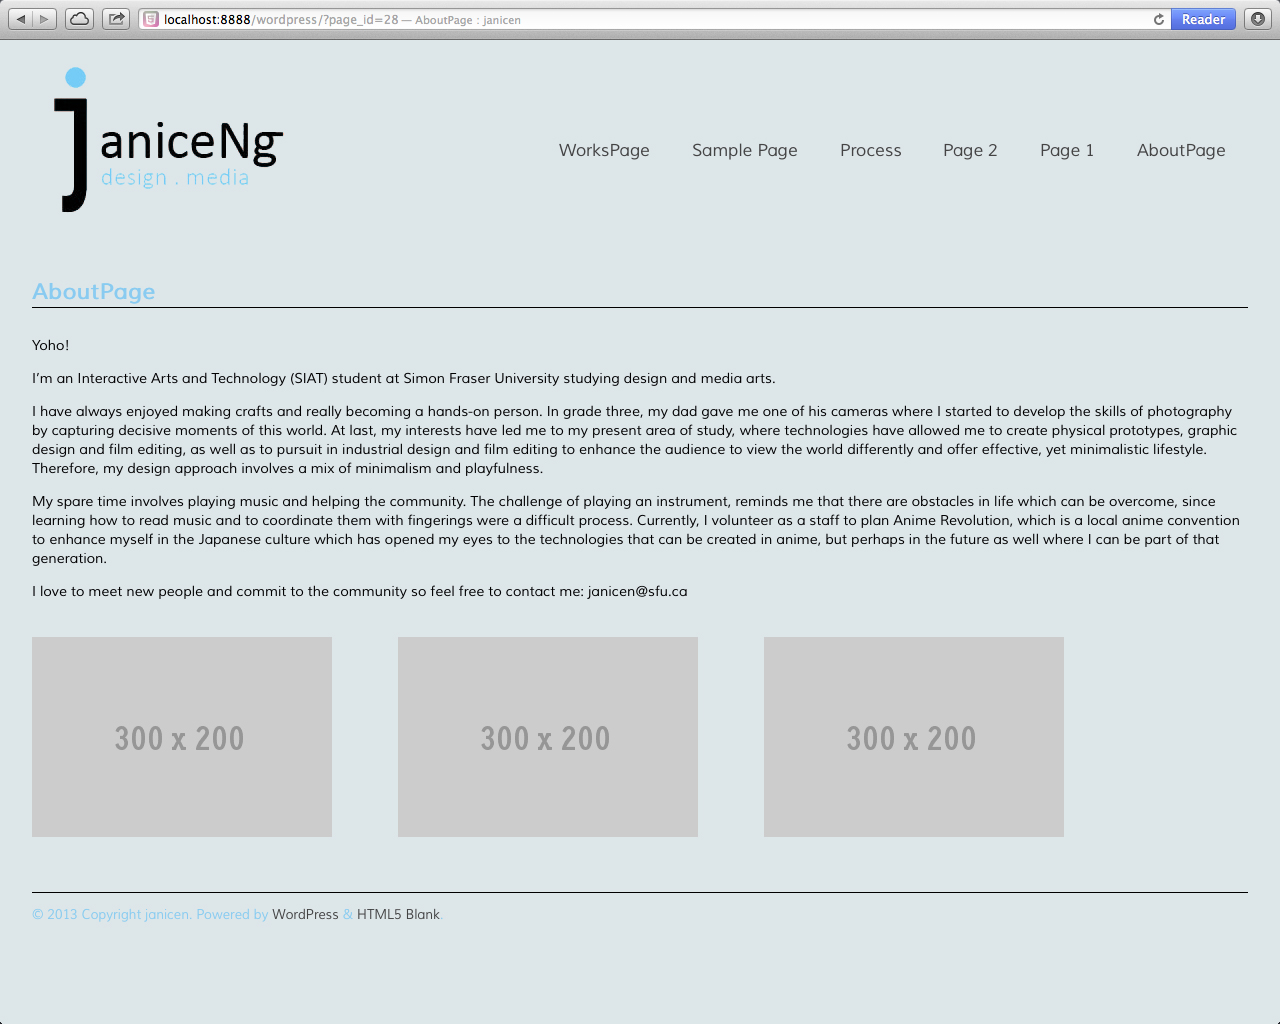 localhost:8888/wordpress/?page_id=28 — AboutPage : janicen
Reader
janiceNg
design . media
WorksPage Sample Page Process Page 2 Page 1 AboutPage
AboutPage
Yoho!
I'm an Interactive Arts and Technology (SIAT) student at Simon Fraser University studying design and media arts.
I have always enjoyed making crafts and really becoming a hands-on person. In grade three, my dad gave me one of his cameras where I started to develop the skills of photography
by capturing decisive moments of this world. At last, my interests have led me to my present area of study, where technologies have allowed me to create physical prototypes, graphic
design and film editing, as well as to pursuit in industrial design and film editing to enhance the audience to view the world differently and offer effective, yet minimalistic lifestyle.
Therefore, my design approach involves a mix of minimalism and playfulness.
My spare time involves playing music and helping the community. The challenge of playing an instrument, reminds me that there are obstacles in life which can be overcome, since
learning how to read music and to coordinate them with fingerings were a difficult process. Currently, I volunteer as a staff to plan Anime Revolution, which is a local anime convention
to enhance myself in the Japanese culture which has opened my eyes to the technologies that can be created in anime, but perhaps in the future as well where I can be part of that
generation.
I love to meet new people and commit to the community so feel free to contact me: janicen@sfu.ca
300 x 200 300 x 200 300 x 200
© 2013 Copyright janicen. Powered by WordPress & HTML5 Blank.